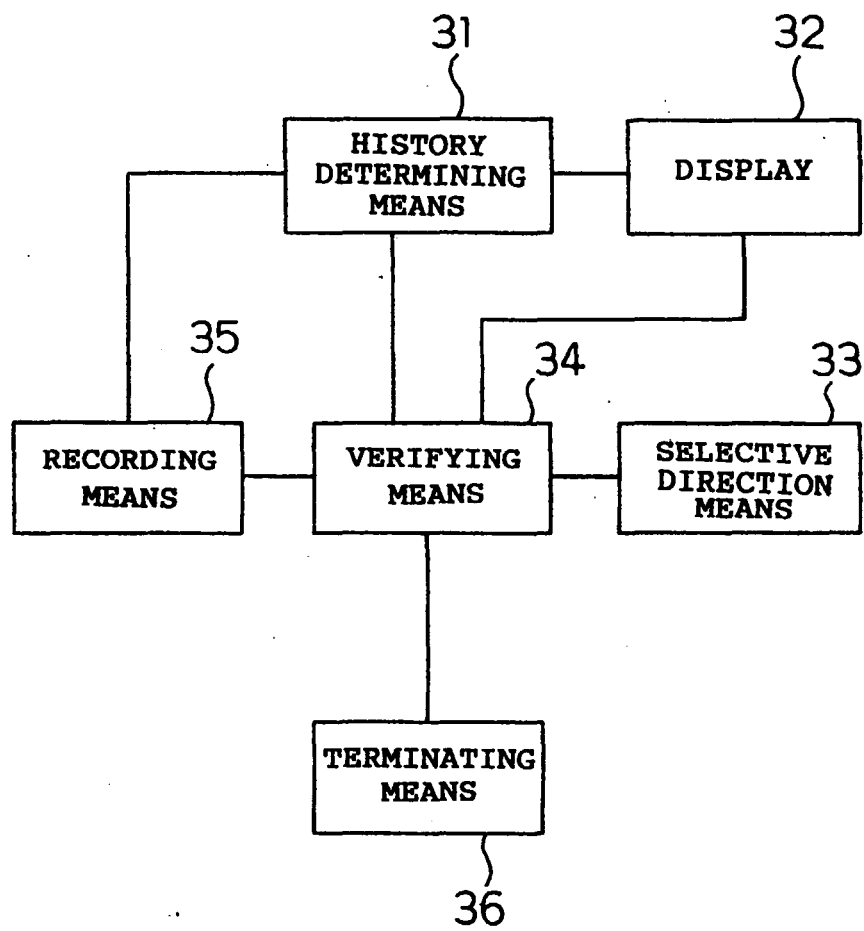 31
32
HISTORY
DETERMINING
MEANS
DISPLAY
35
34
33
RECORDING
MEANS
VERIFYING
MEANS
SELECTIVE
DIRECTION
MEANS
TERMINATING
MEANS
36